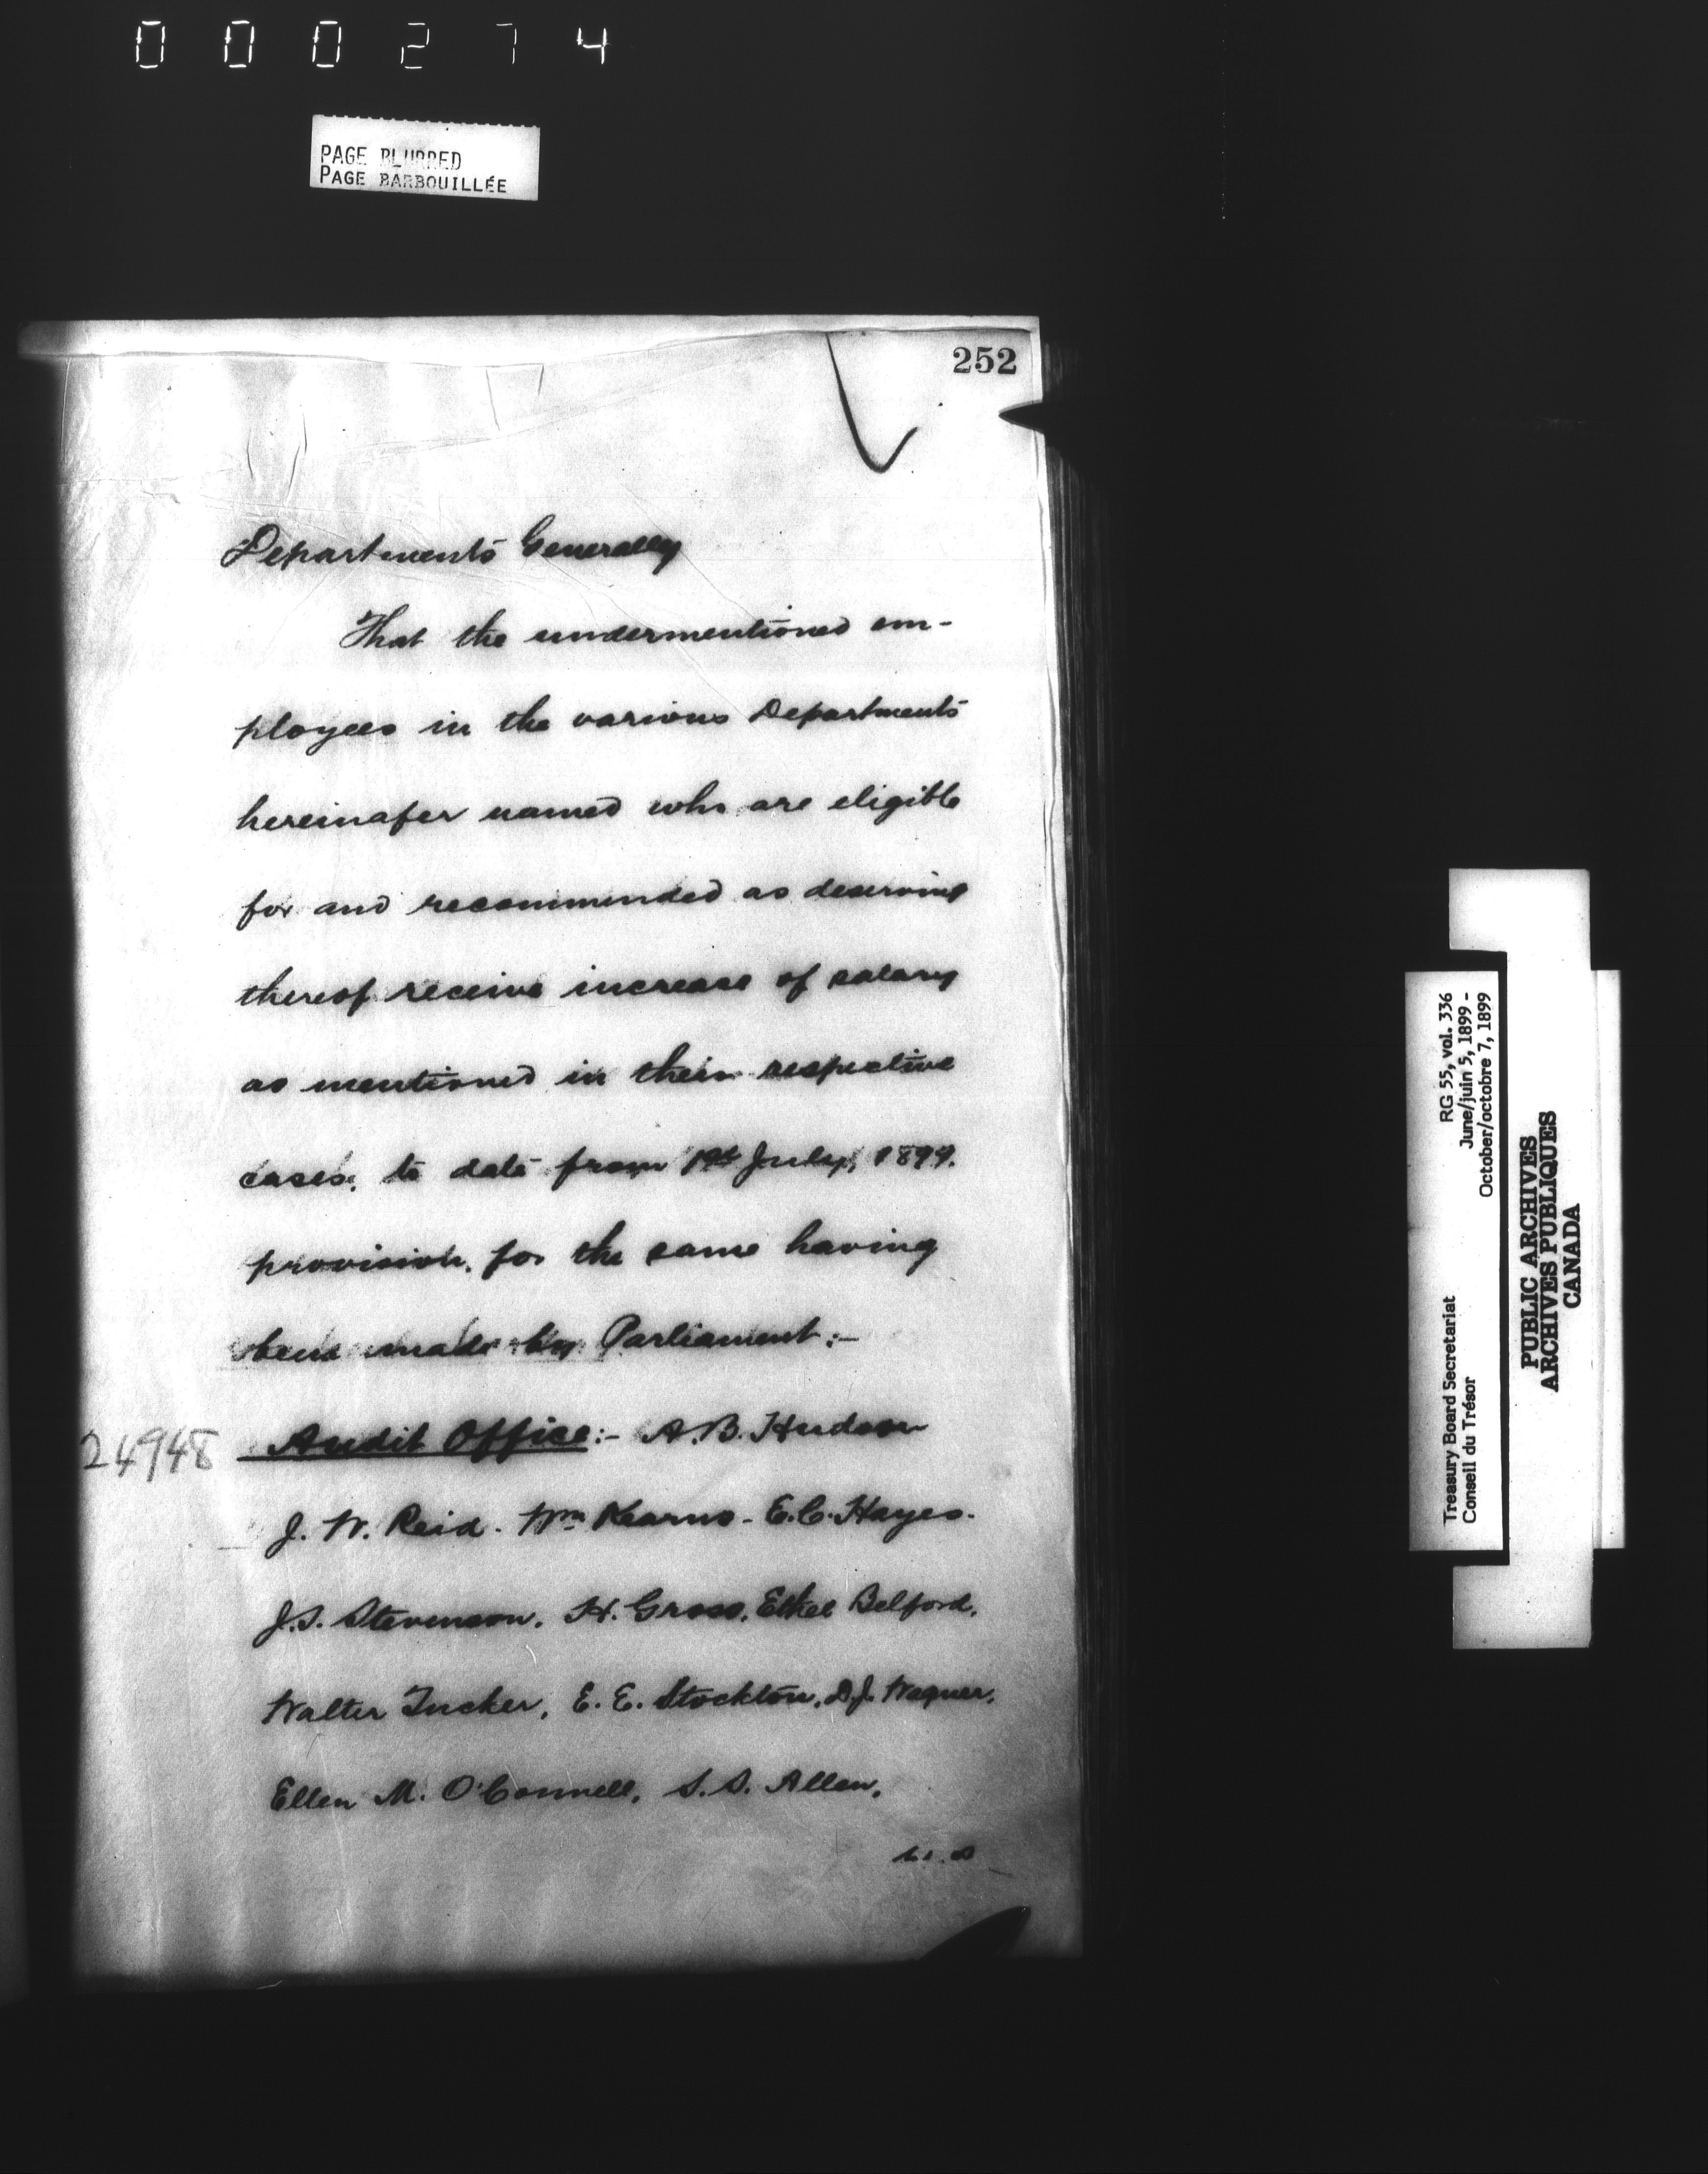 000274
PAGE BLURRED
PAGE BARBOUILLÉE
252
Departments Generally
That the undermentioned em-
ployees in the various Departments
hereinafer named who are eligible
for and recommended as deserving
thereof receive increase of salary
as mentioned in their respective
cases, to date from 1st July, 1899.
provision, for the same having
been made by Parliament:-
24948 Audit Office:- A.B. Hudson
J. W. Reid. Wm Kearns - E.C. Hayes.
J.S. Stevenson. H. Gross, Ethel Belford,
Walter Tucker, E. E. Stockton, D.J. Wagner,
Ellen M. O'Connell, S.S. Allen,
RG 55, vol. 336
June/juin 5, 1899 -
October/octobre 7, 1899
Treasury Board Secretariat
Conseil du Trésor
PUBLIC ARCHIVES
ARCHIVES PUBLIQUES
CANADA